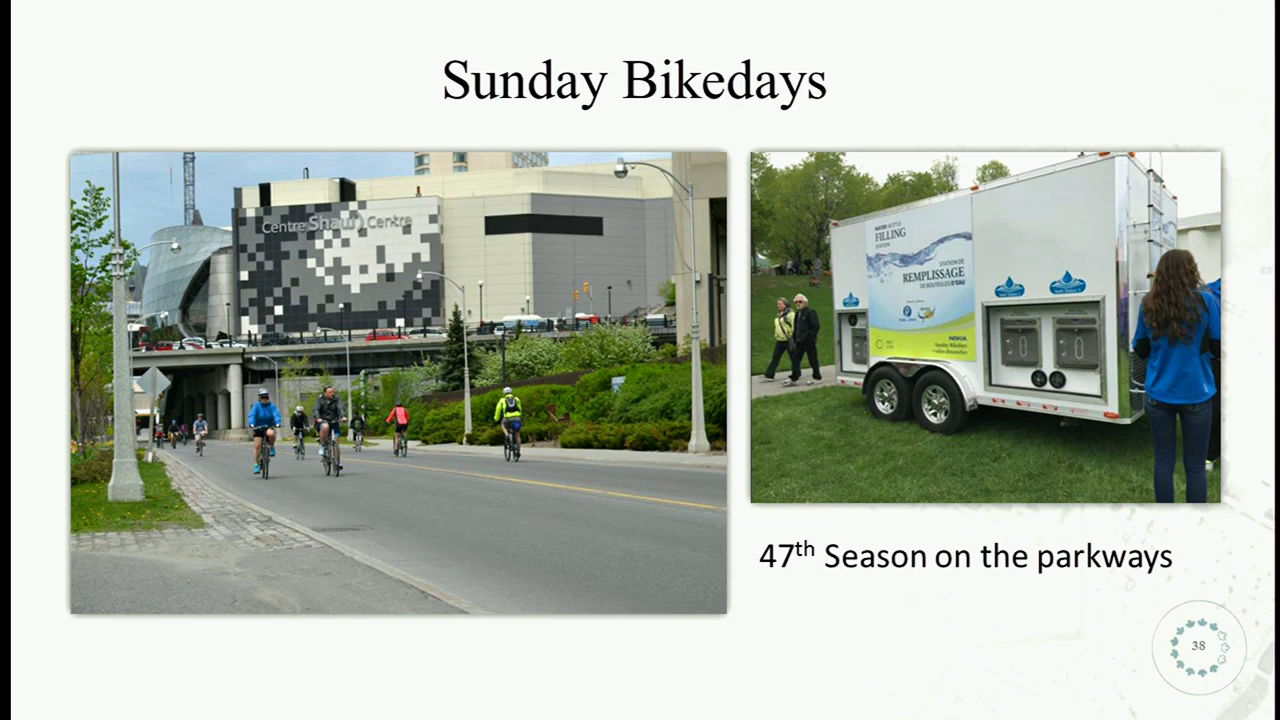 Sunday Bikedays
Centre Shaw Centre
WATER BOTTLE
FILLING
STATION
STATION DE
REMPLISSAGE
DE BOUTEILLES D'EAU
NOKIA
Sunday Bikedays
47th Season on the parkways
38